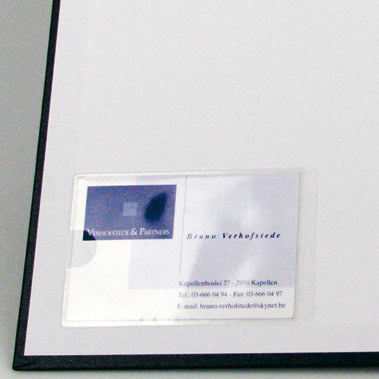 VERHOFSTEDE & PARTNERS
Bruno Verhofstede
Kapellenboslei 27 - 2950 Kapellen
Tel.: 03-666 04 94 - Fax: 03-666 04 97
E-mail: bruno.verhofstede@skynet.be